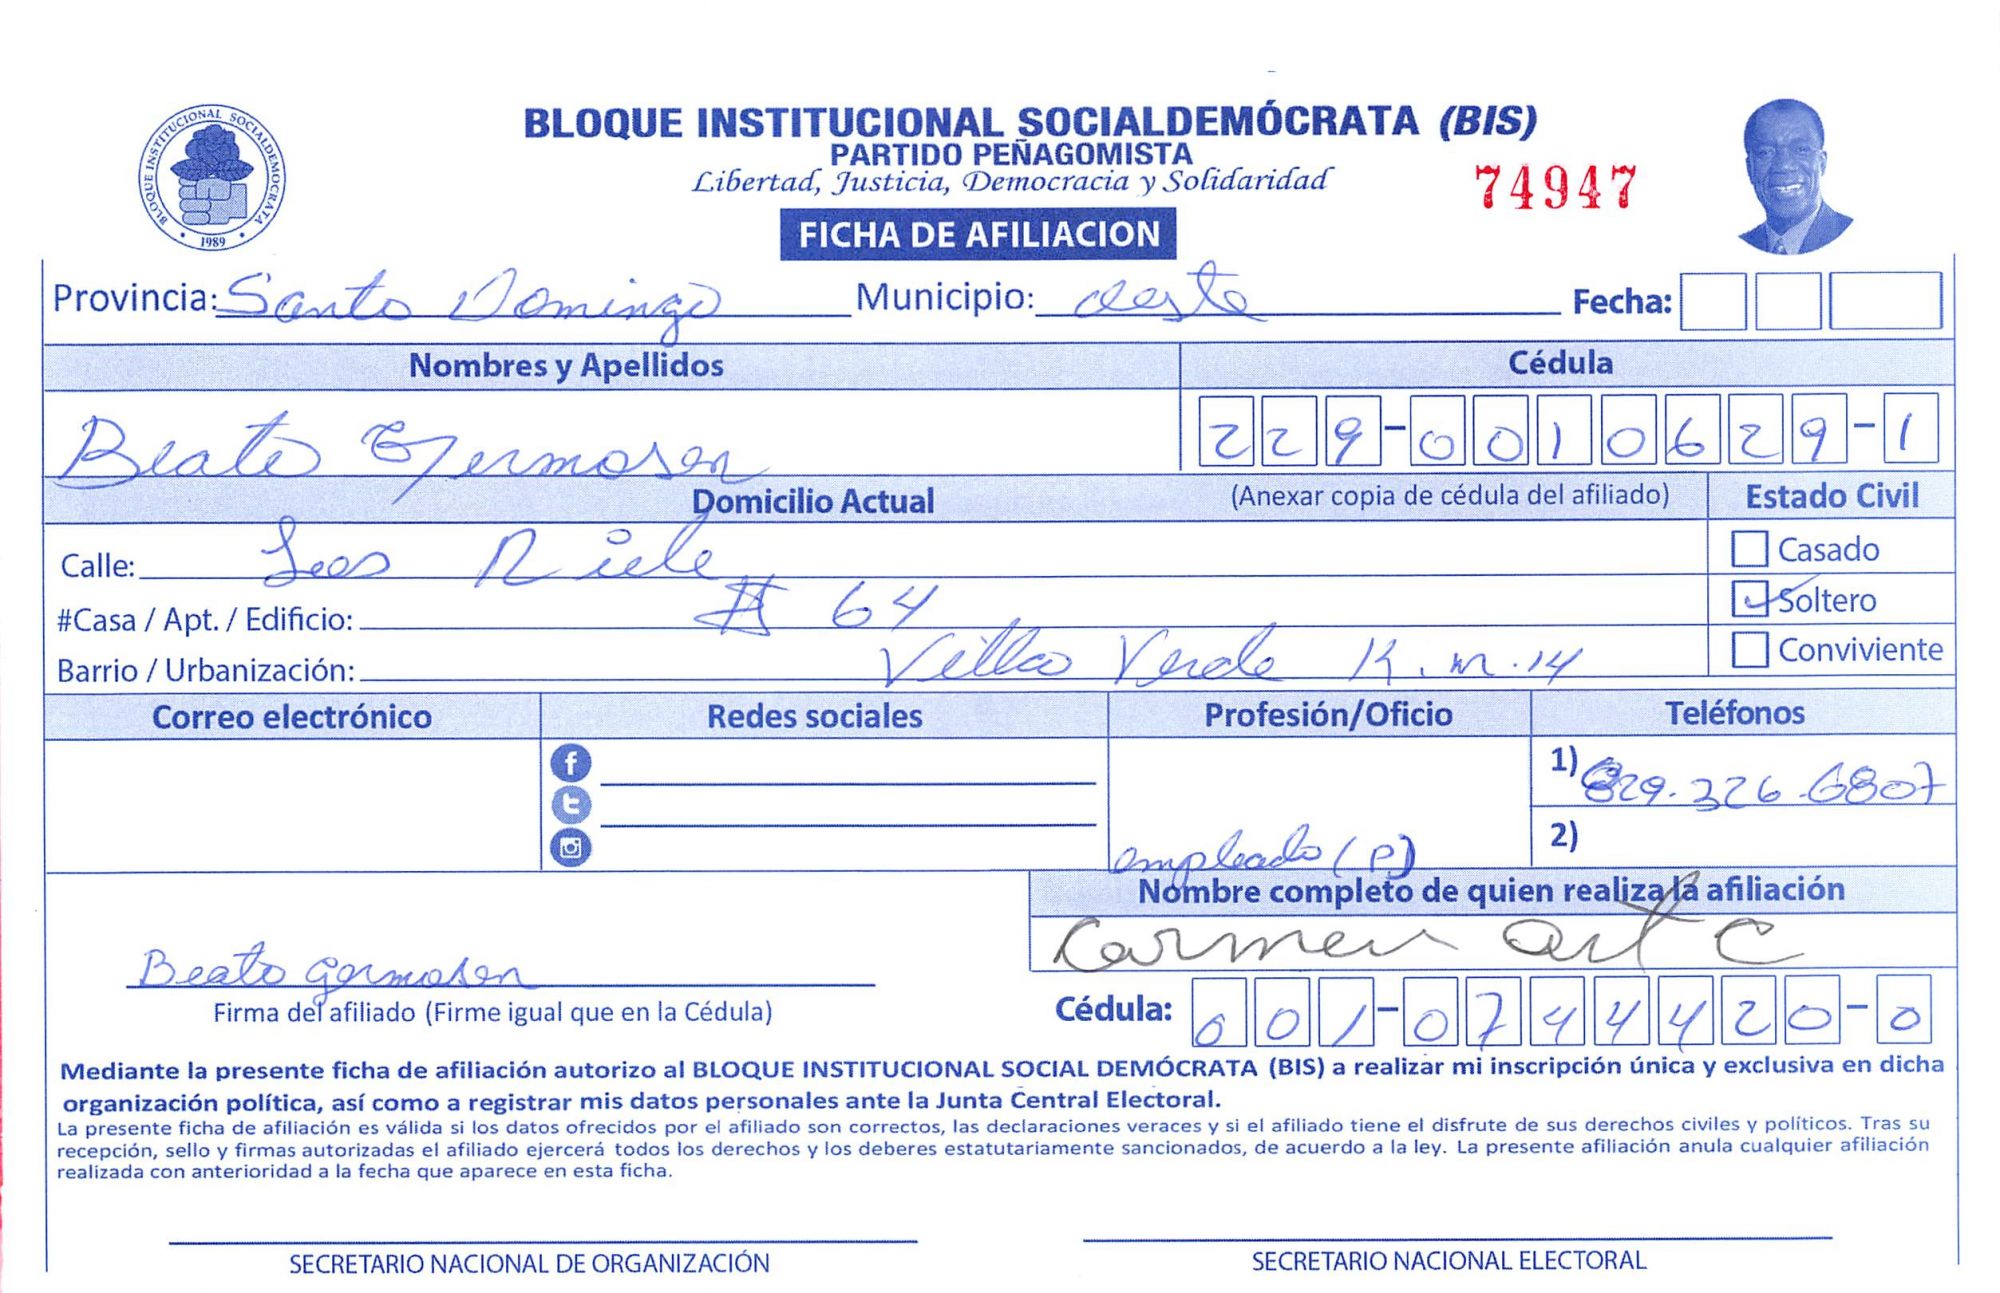 BLOQUE INSTITUCIONAL SOCIALDEMÓCRATA (BIS)
PARTIDO PEÑAGOMISTA
Libertad, Justicia, Democracia y Solidaridad
74947
BLOQUE INSTITUCIONAL SOCIALDEMOCRATA
1989
FICHA DE AFILIACION
Provincia: Santo Domingo Municipio: oeste Fecha:
Nombres y Apellidos Cédula
Beato Germosen 229-0010629-1
Domicilio Actual (Anexar copia de cédula del afiliado) Estado Civil
Calle: Los Casado
#Casa / Apt. / Edificio: # 64 Soltero
Barrio / Urbanización: Villa Verde K.m.14 Conviviente
Correo electrónico Redes sociales Profesión/Oficio Teléfonos
1) 829.326.6807
2)
empleado (P)
Nombre completo de quien realiza la afiliación
Carmen art C
Beato germosen
Firma del afiliado (Firme igual que en la Cédula) Cédula: 001-0744420-0
Mediante la presente ficha de afiliación autorizo al BLOQUE INSTITUCIONAL SOCIAL DEMÓCRATA (BIS) a realizar mi inscripción única y exclusiva en dicha
organización política, así como a registrar mis datos personales ante la Junta Central Electoral.
La presente ficha de afiliación es válida si los datos ofrecidos por el afiliado son correctos, las declaraciones veraces y si el afiliado tiene el disfrute de sus derechos civiles y políticos. Tras su
recepción, sello y firmas autorizadas el afiliado ejercerá todos los derechos y los deberes estatutariamente sancionados, de acuerdo a la ley. La presente afiliación anula cualquier afiliación
realizada con anterioridad a la fecha que aparece en esta ficha.
SECRETARIO NACIONAL DE ORGANIZACIÓN SECRETARIO NACIONAL ELECTORAL